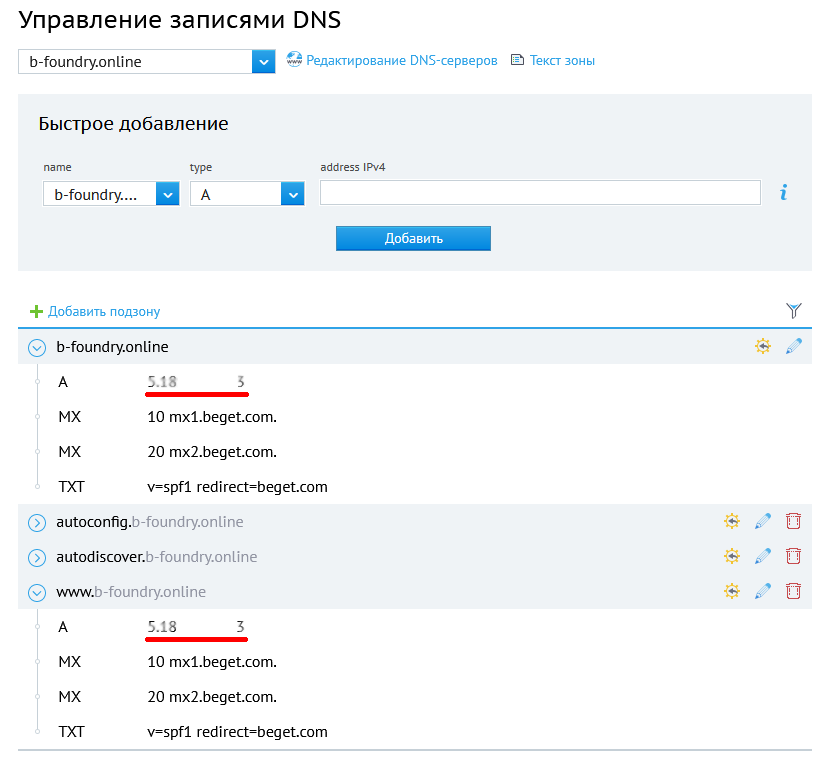 Управление записями DNS
b-foundry.online Редактирование DNS-серверов Текст зоны
Быстрое добавление
name type address IPv4
b-foundry.... A
Добавить
Добавить подзону
b-foundry.online
A 5.18 3
MX 10 mx1.beget.com.
MX 20 mx2.beget.com.
TXT v=spf1 redirect=beget.com
autoconfig.b-foundry.online
autodiscover.b-foundry.online
www.b-foundry.online
A 5.18 3
MX 10 mx1.beget.com.
MX 20 mx2.beget.com.
TXT v=spf1 redirect=beget.com